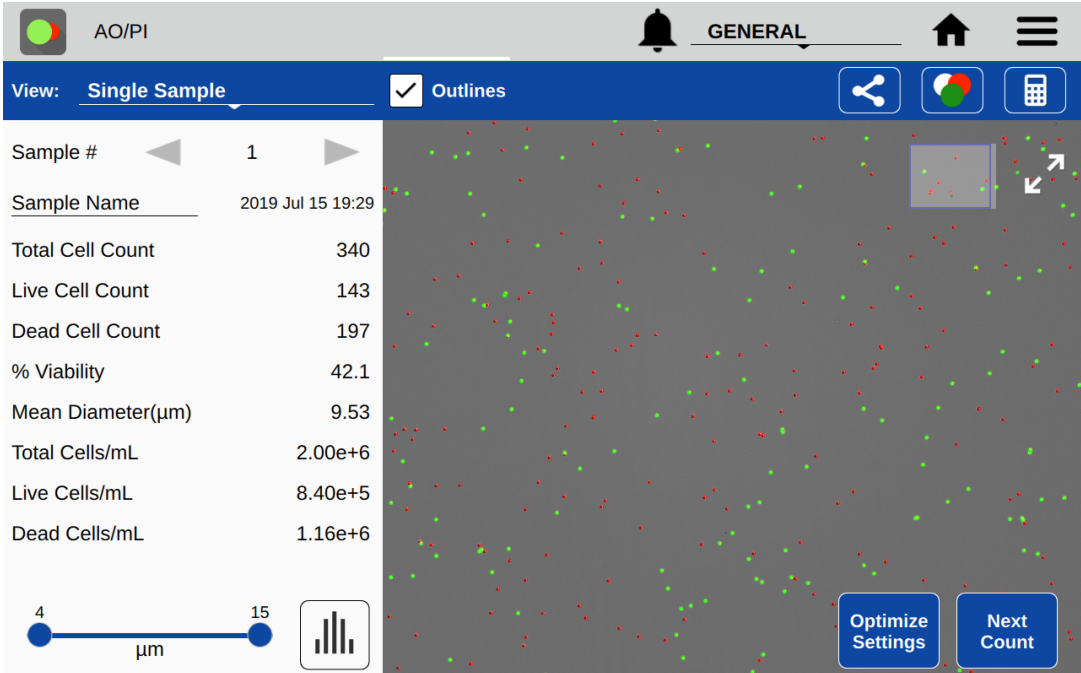 AO/PI
GENERAL
View: Single Sample
Outlines
Sample # 1
Sample Name 2019 Jul 15 19:29
Total Cell Count 340
Live Cell Count 143
Dead Cell Count 197
% Viability 42.1
Mean Diameter(µm) 9.53
Total Cells/mL 2.00e+6
Live Cells/mL 8.40e+5
Dead Cells/mL 1.16e+6
4 15
µm
Optimize
Settings
Next
Count